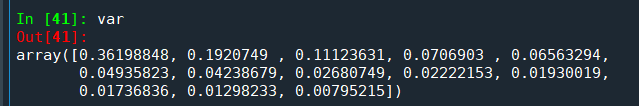 In [41]: var
Out[41]:
array([0.36198848, 0.1920749 , 0.11123631, 0.0706903 , 0.06563294,
       0.04935823, 0.04238679, 0.02680749, 0.02222153, 0.01930019,
       0.01736836, 0.01298233, 0.00795215])